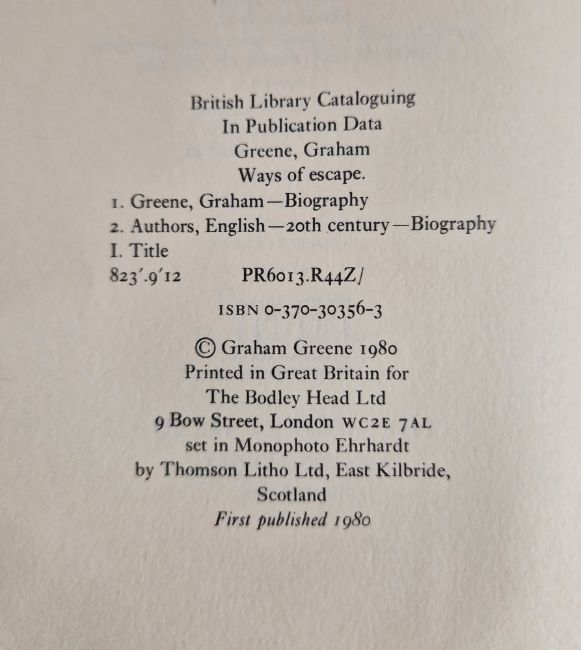 British Library Cataloguing
In Publication Data
Greene, Graham
Ways of escape.
1. Greene, Graham—Biography
2. Authors, English—20th century—Biography
I. Title
823′.9′12 PR6013.R44Z/
ISBN 0-370-30356-3
© Graham Greene 1980
Printed in Great Britain for
The Bodley Head Ltd
9 Bow Street, London WC2E 7AL
set in Monophoto Ehrhardt
by Thomson Litho Ltd, East Kilbride,
Scotland
First published 1980